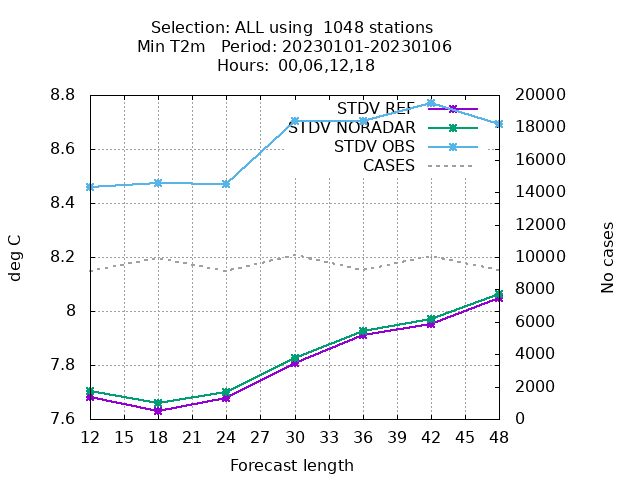 Selection: ALL using  1048 stations
Min T2m   Period: 20230101-20230106
Hours:  00,06,12,18
8.8
8.6
8.4
8.2
8
7.8
7.6
deg C
20000
18000
16000
14000
12000
10000
8000
6000
4000
2000
0
No cases
STDV REF
STDV NORADAR
STDV OBS
CASES
12 15 18 21 24 27 30 33 36 39 42 45 48
Forecast length